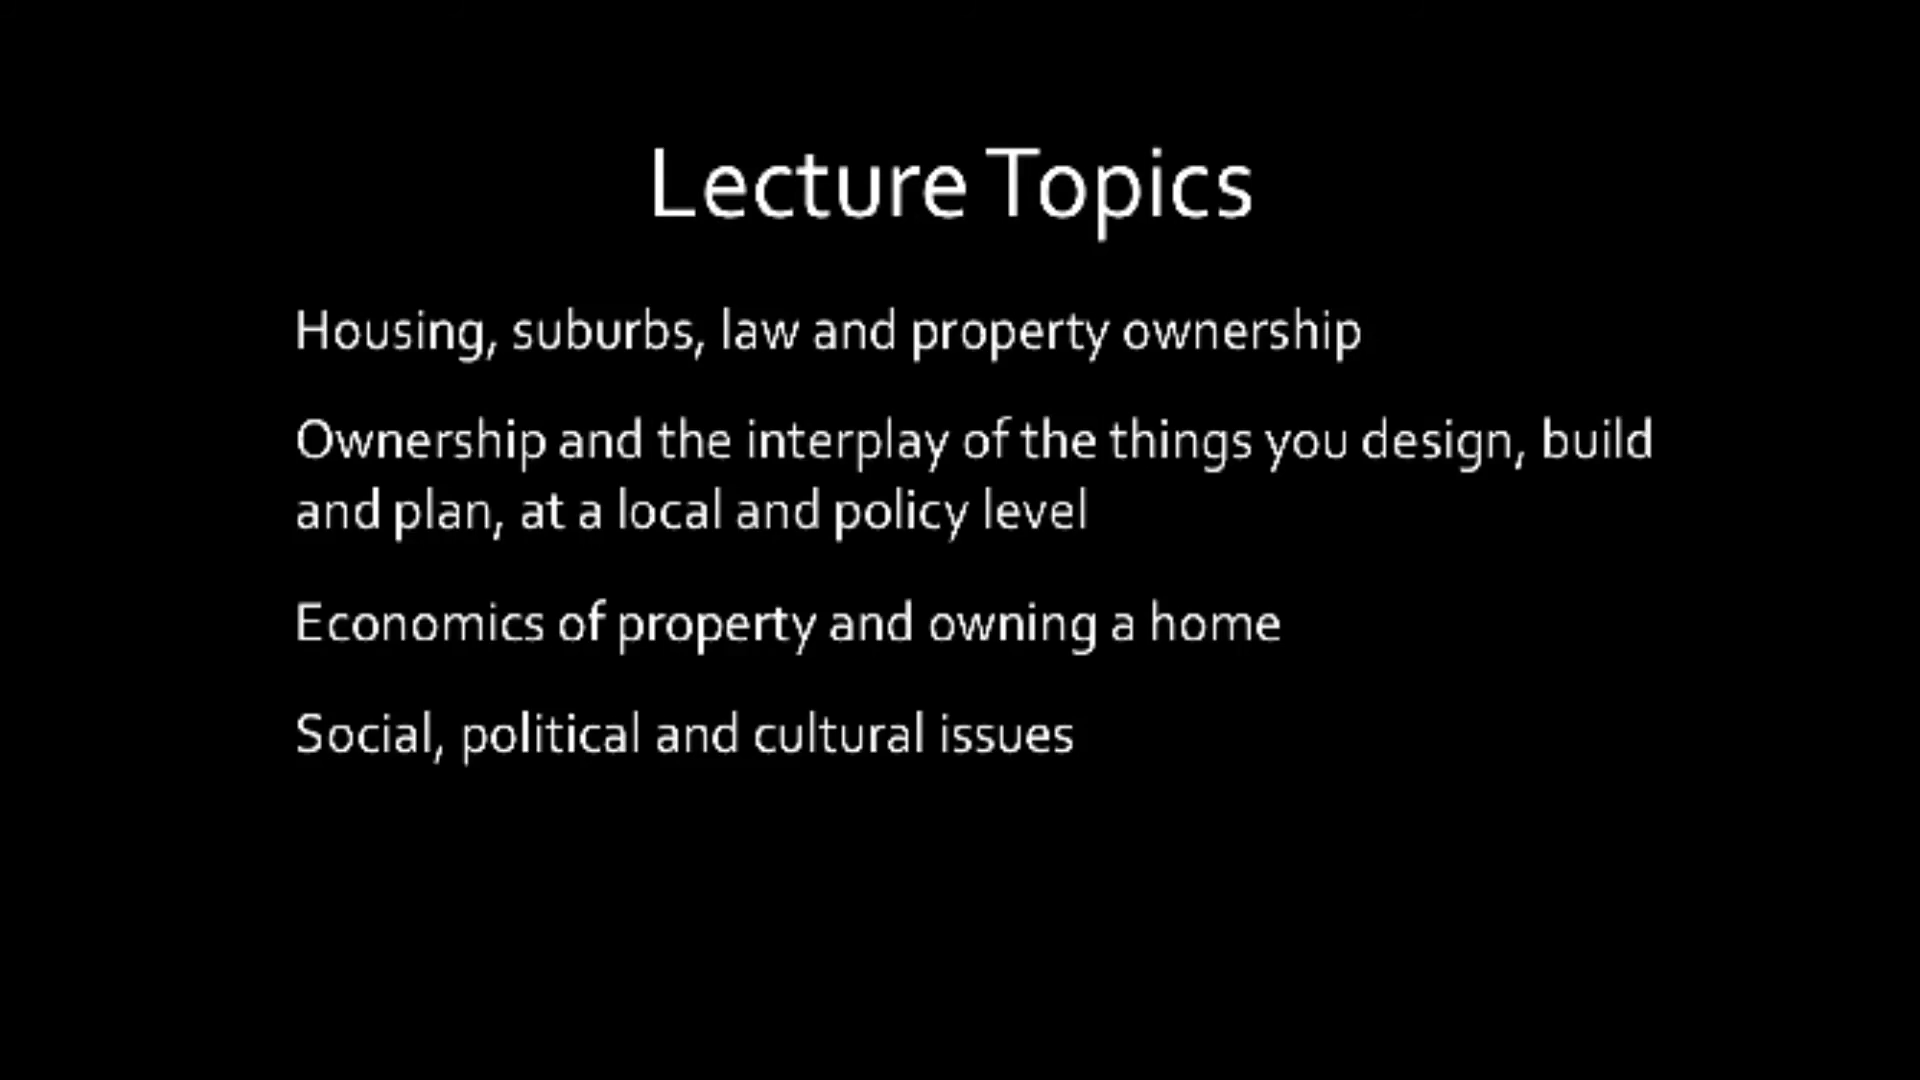 Lecture Topics
Housing, suburbs, law and property ownership
Ownership and the interplay of the things you design, build
and plan, at a local and policy level
Economics of property and owning a home
Social, political and cultural issues